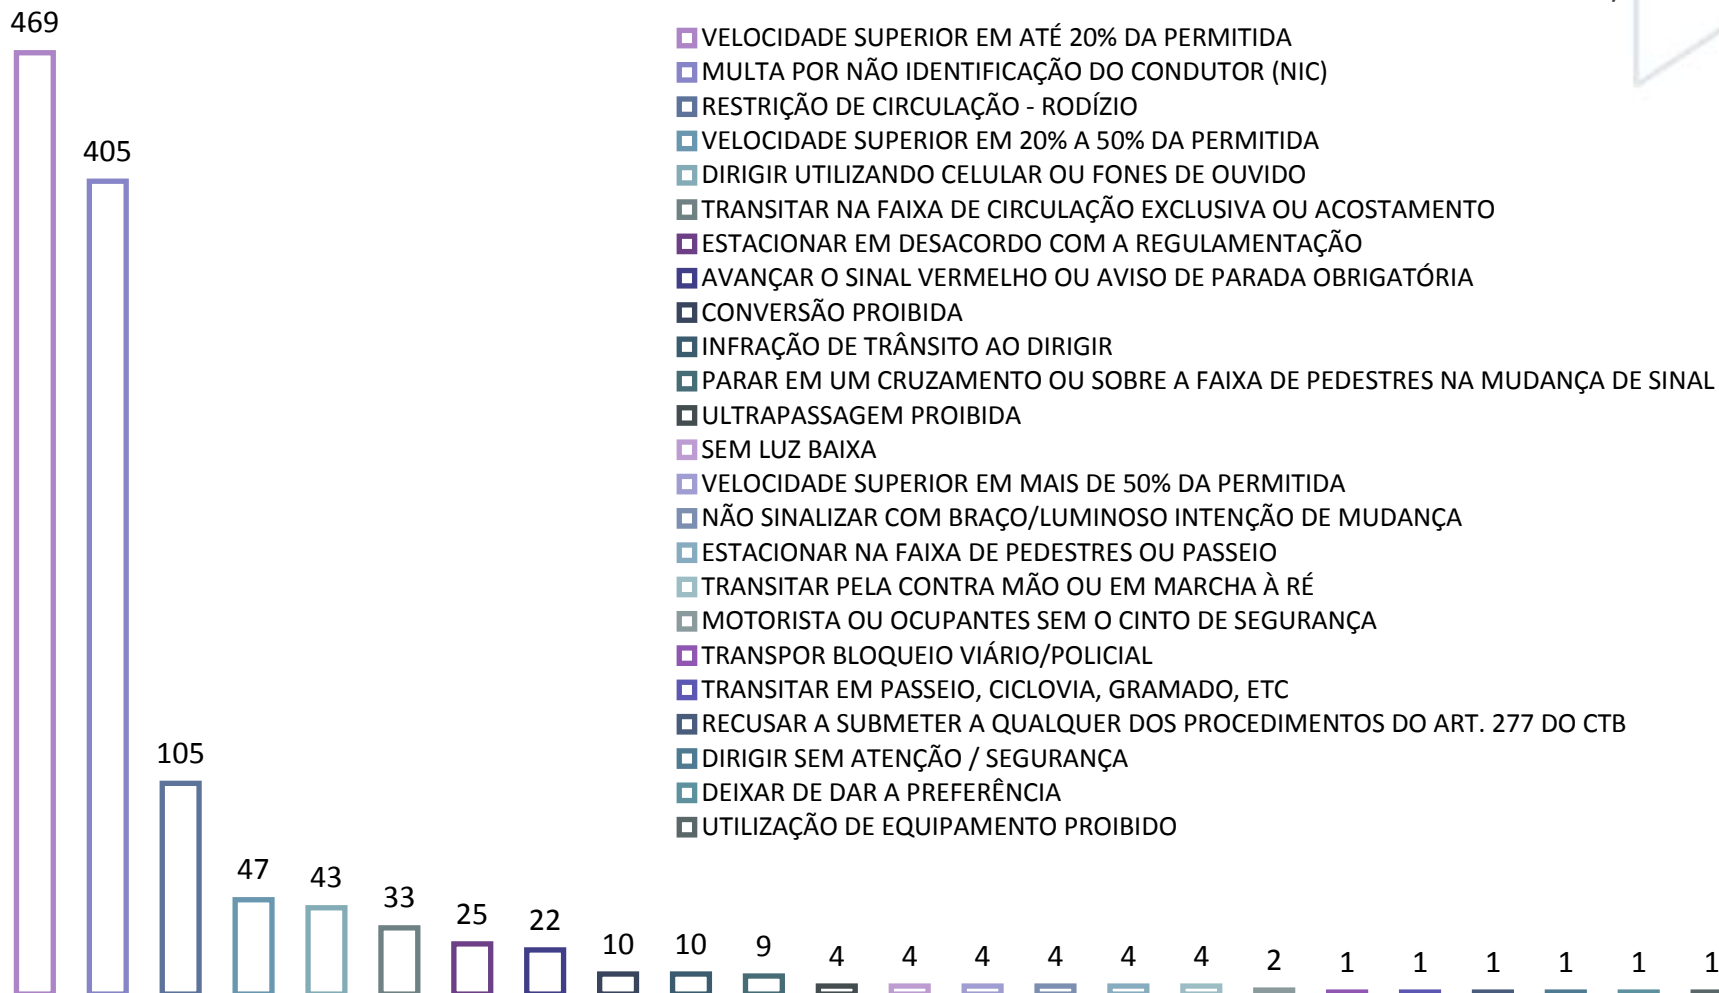 469
VELOCIDADE SUPERIOR EM ATÉ 20% DA PERMITIDA
MULTA POR NÃO IDENTIFICAÇÃO DO CONDUTOR (NIC)
RESTRIÇÃO DE CIRCULAÇÃO - RODÍZIO
VELOCIDADE SUPERIOR EM 20% A 50% DA PERMITIDA
DIRIGIR UTILIZANDO CELULAR OU FONES DE OUVIDO
TRANSITAR NA FAIXA DE CIRCULAÇÃO EXCLUSIVA OU ACOSTAMENTO
ESTACIONAR EM DESACORDO COM A REGULAMENTAÇÃO
AVANÇAR O SINAL VERMELHO OU AVISO DE PARADA OBRIGATÓRIA
CONVERSÃO PROIBIDA
INFRAÇÃO DE TRÂNSITO AO DIRIGIR
PARAR EM UM CRUZAMENTO OU SOBRE A FAIXA DE PEDESTRES NA MUDANÇA DE SINAL
ULTRAPASSAGEM PROIBIDA
SEM LUZ BAIXA
VELOCIDADE SUPERIOR EM MAIS DE 50% DA PERMITIDA
NÃO SINALIZAR COM BRAÇO/LUMINOSO INTENÇÃO DE MUDANÇA
ESTACIONAR NA FAIXA DE PEDESTRES OU PASSEIO
TRANSITAR PELA CONTRA MÃO OU EM MARCHA À RÉ
MOTORISTA OU OCUPANTES SEM O CINTO DE SEGURANÇA
TRANSPOR BLOQUEIO VIÁRIO/POLICIAL
TRANSITAR EM PASSEIO, CICLOVIA, GRAMADO, ETC
RECUSAR A SUBMETER A QUALQUER DOS PROCEDIMENTOS DO ART. 277 DO CTB
DIRIGIR SEM ATENÇÃO / SEGURANÇA
DEIXAR DE DAR A PREFERÊNCIA
UTILIZAÇÃO DE EQUIPAMENTO PROIBIDO
405
105
47 43 33 25 22 10 10 9 4 4 4 4 4 4 2 1 1 1 1 1 1